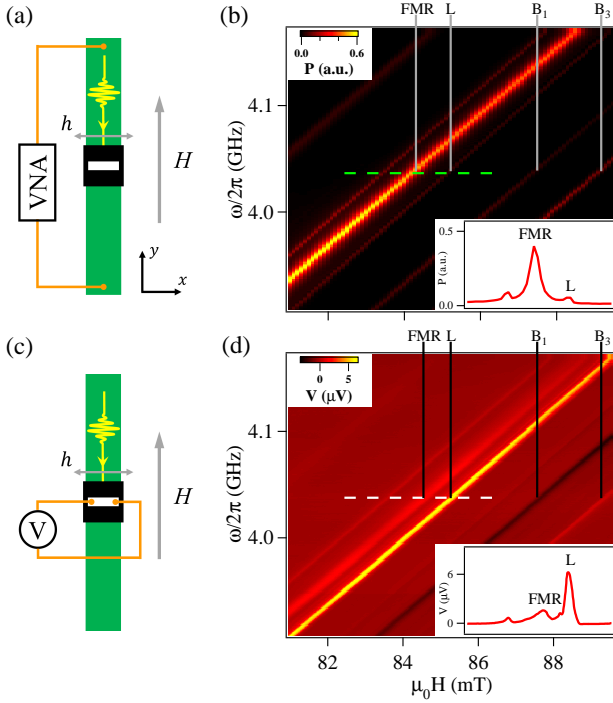 (a)
VNA
h
H
y
x
(b)
FMR L B₁ B₃
0.0 0.6
P (a.u.)
4.1
4.0
ω/2π (GHz)
0.5
0.0
P (a.u.)
FMR
L
(c)
h
H
V
(d)
FMR L B₁ B₃
0 5
V (μV)
4.1
4.0
ω/2π (GHz)
6
0
V (μV)
FMR
L
82 84 86 88
μ₀H (mT)